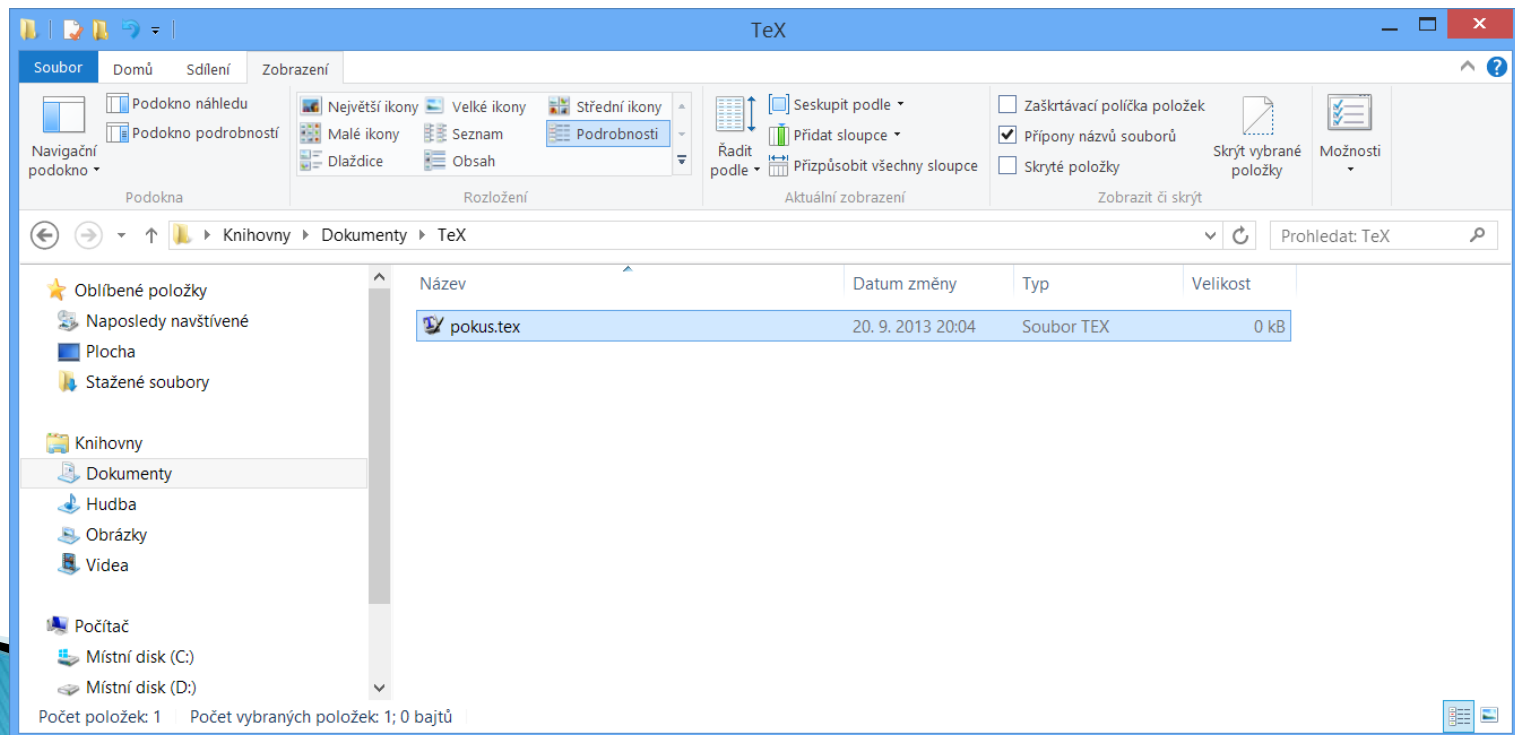 TeX
Soubor Domů Sdílení Zobrazení
Navigační podokno
Podokno náhledu
Podokno podrobností
Podokna
Největší ikony Velké ikony Střední ikony
Malé ikony Seznam Podrobnosti
Dlaždice Obsah
Rozložení
Řadit podle
Seskupit podle
Přidat sloupce
Přizpůsobit všechny sloupce
Aktuální zobrazení
Zaškrtávací políčka položek
Přípony názvů souborů
Skryté položky
Skrýt vybrané položky
Zobrazit či skrýt
Možnosti
Knihovny Dokumenty TeX
Prohledat: TeX
Oblíbené položky
Naposledy navštívené
Plocha
Stažené soubory
Knihovny
Dokumenty
Hudba
Obrázky
Videa
Počítač
Místní disk (C:)
Místní disk (D:)
Název Datum změny Typ Velikost
pokus.tex 20. 9. 2013 20:04 Soubor TEX 0 kB
Počet položek: 1 Počet vybraných položek: 1; 0 bajtů